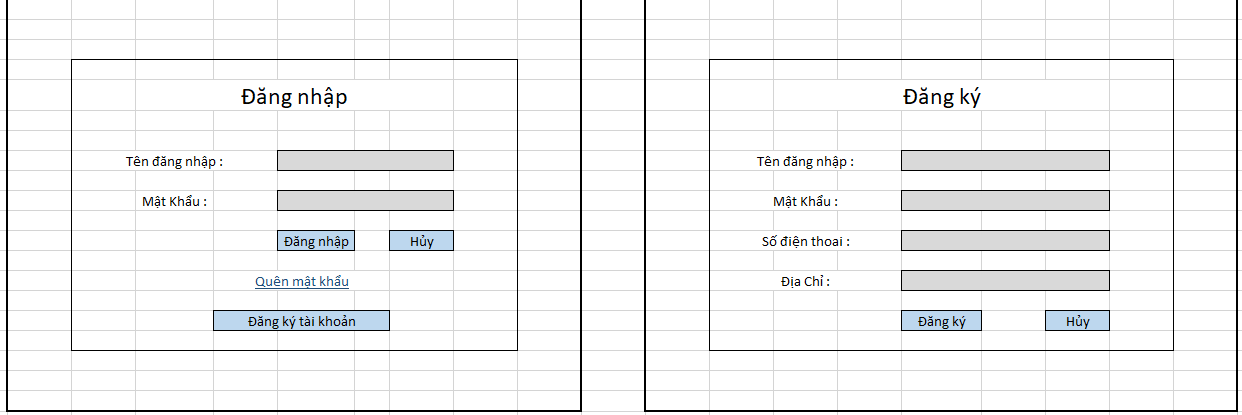 Đăng nhập
Tên đăng nhập :
Mật Khẩu :
Đăng nhập
Hủy
Quên mật khẩu
Đăng ký tài khoản
Đăng ký
Tên đăng nhập :
Mật Khẩu :
Số điện thoai :
Địa Chỉ :
Đăng ký
Hủy